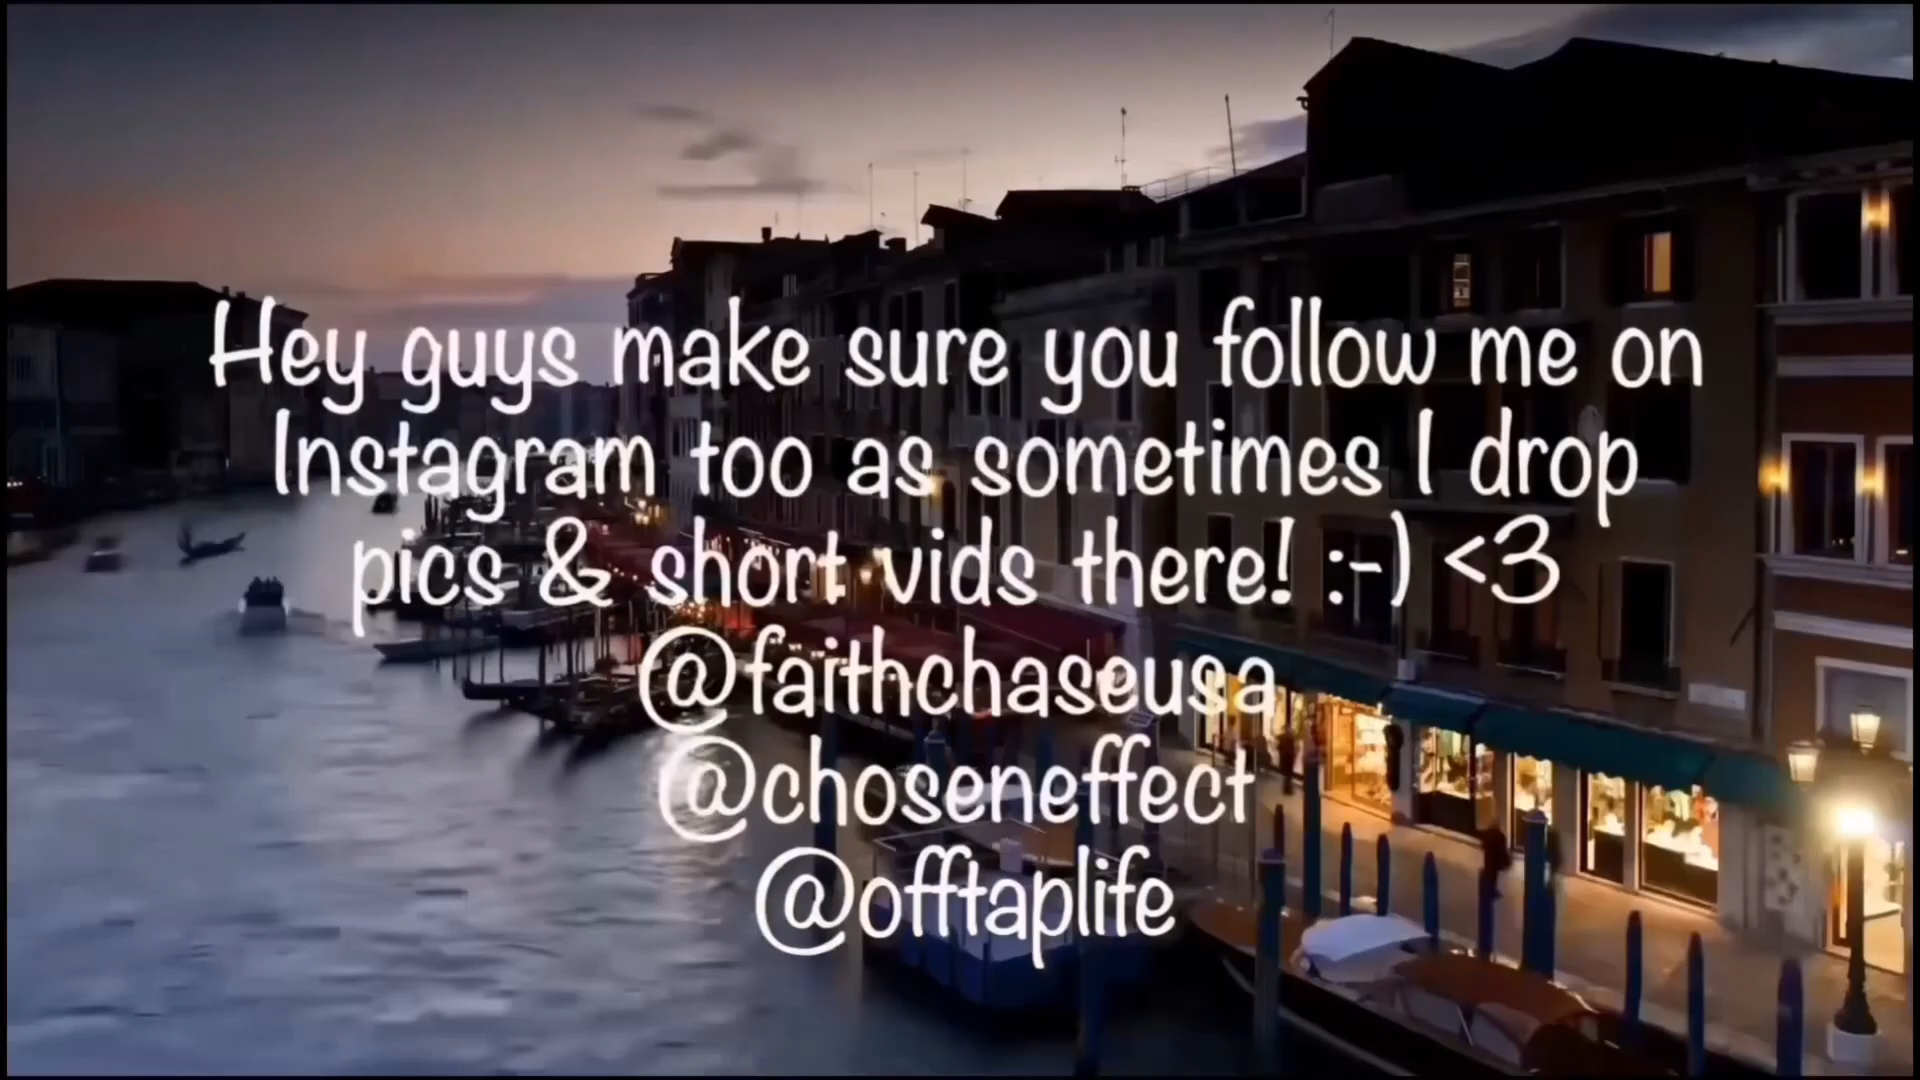 Hey guys make sure you follow me on
Instagram too as sometimes I drop
pics & short vids there! :-) <3
@faithchaseusa
@choseneffect
@offtaplife